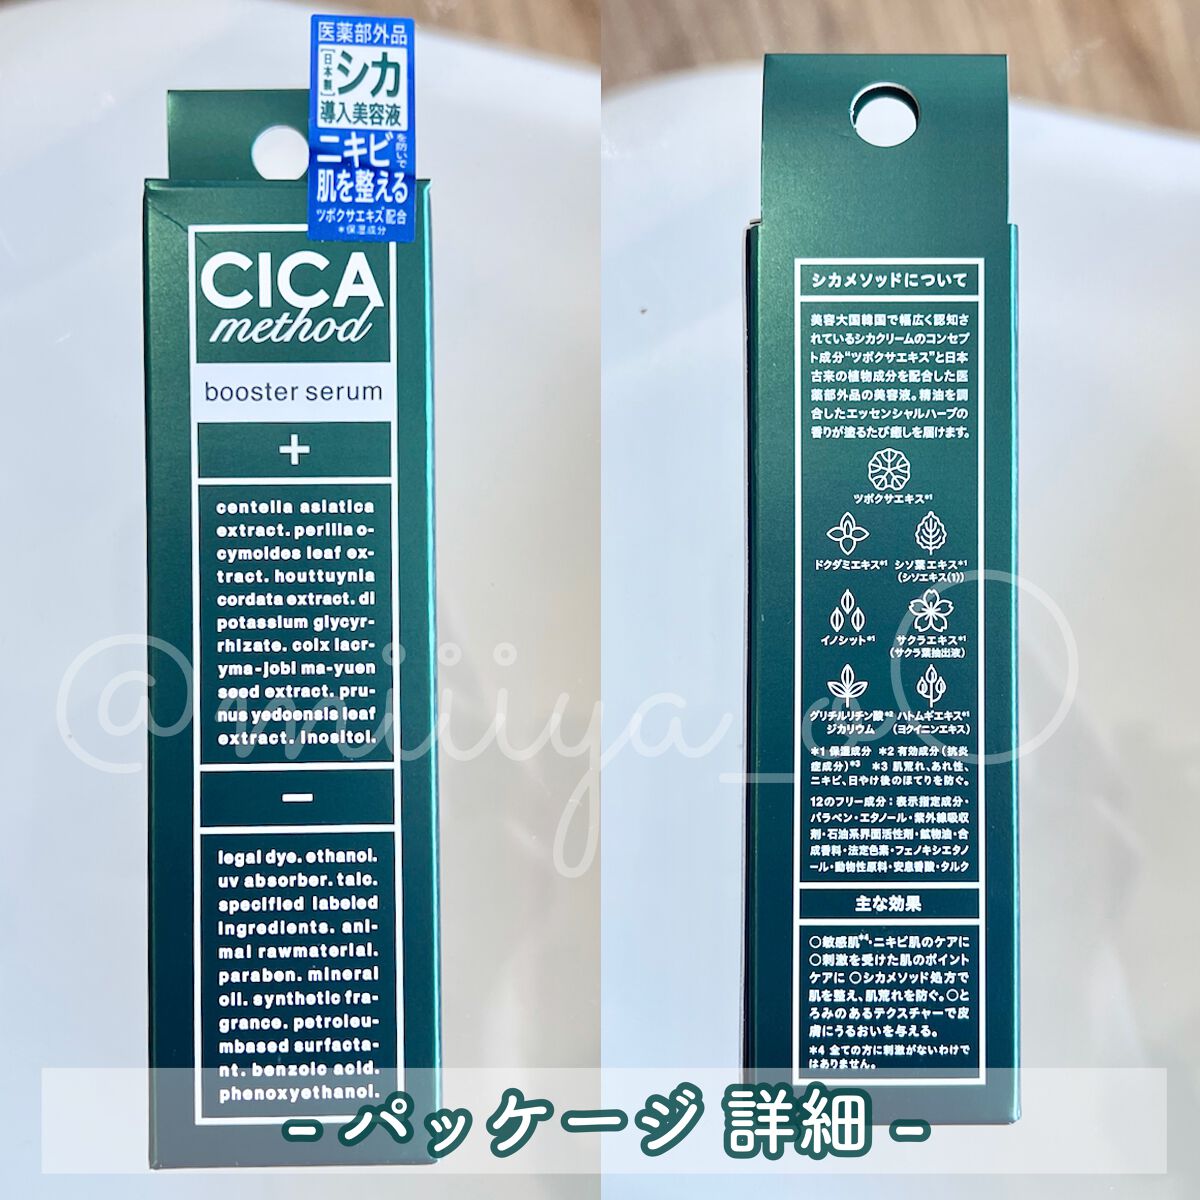 医薬部外品
[日本製]シカ
導入美容液
ニキビを防いで
肌を整える
ツボクサエキス配合
*保湿成分
CICA
method
booster serum
+
centella asiatica
extract. perilla o-
cymoides leaf ex-
tract. houttuynia
cordata extract. di
potassium glycyr-
rhizate. coix lacr-
yma-jobi ma-yuen
seed extract. pru-
nus yedoensis leaf
extract. inositol.
−
legal dye. ethanol.
uv absorber. talc.
specified labeled
ingredients. ani-
mal rawmaterial.
paraben. mineral
oil. synthetic fra-
grance. petroleu-
mbased surfacta-
nt. benzoic acid.
phenoxyethanol.
シカメソッドについて
美容大国韓国で幅広く認知さ
れているシカクリームのコンセプ
ト成分“ツボクサエキス”と日本
古来の植物成分を配合した医
薬部外品の美容液。精油を調
合したエッセンシャルハーブの
香りが塗るたび癒しを届けます。
ツボクサエキス*1
ドクダミエキス*1 シソ葉エキス*1
(シソエキス(1))
イノシット*1 サクラエキス*1
(サクラ葉抽出液)
グリチルリチン酸*2 ハトムギエキス*1
ジカリウム (ヨクイニンエキス)
*1 保湿成分 *2 有効成分(抗炎
症成分)*3 *3 肌荒れ、あれ性、
ニキビ、日やけ後のほてりを防ぐ。
12のフリー成分：表示指定成分・
パラベン・エタノール・紫外線吸収
剤・石油系界面活性剤・鉱物油・合
成香料・法定色素・フェノキシエタノ
ール・動物性原料・安息香酸・タルク
主な効果
○敏感肌*4・ニキビ肌のケアに
○刺激を受けた肌のポイント
ケアに ○シカメソッド処方で
肌を整え、肌荒れを防ぐ。○と
ろみのあるテクスチャーで皮
膚にうるおいを与える。
*4 全ての方に刺激がないわけで
はありません。
@miiiiya_o
- パッケージ 詳細 -